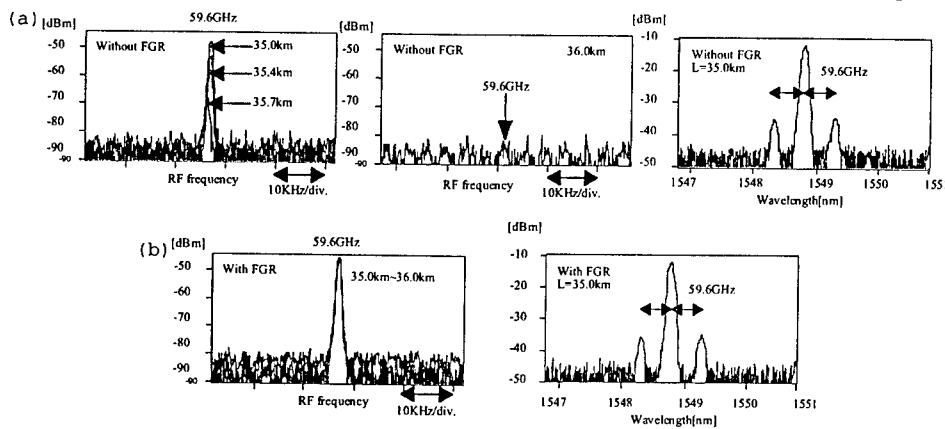 (a)
[dBm]
59.6GHz
-50
-60
-70
-80
-90
Without FGR
35.0km
35.4km
35.7km
RF frequency
10KHz/div.
[dBm]
-50
-60
-70
-80
-90
Without FGR
36.0km
59.6GHz
RF frequency
10KHz/div.
[dBm]
-10
-20
-30
-40
-50
Without FGR
L=35.0km
59.6GHz
1547
1548
1549
1550
155
Wavelength[nm]
(b)
[dBm]
59.6GHz
-50
-60
-70
-80
-90
With FGR
35.0km~36.0km
RF frequency
10KHz/div.
[dBm]
-10
-20
-30
-40
-50
With FGR
L=35.0km
59.6GHz
1547
1548
1549
1550
1551
Wavelength[nm]